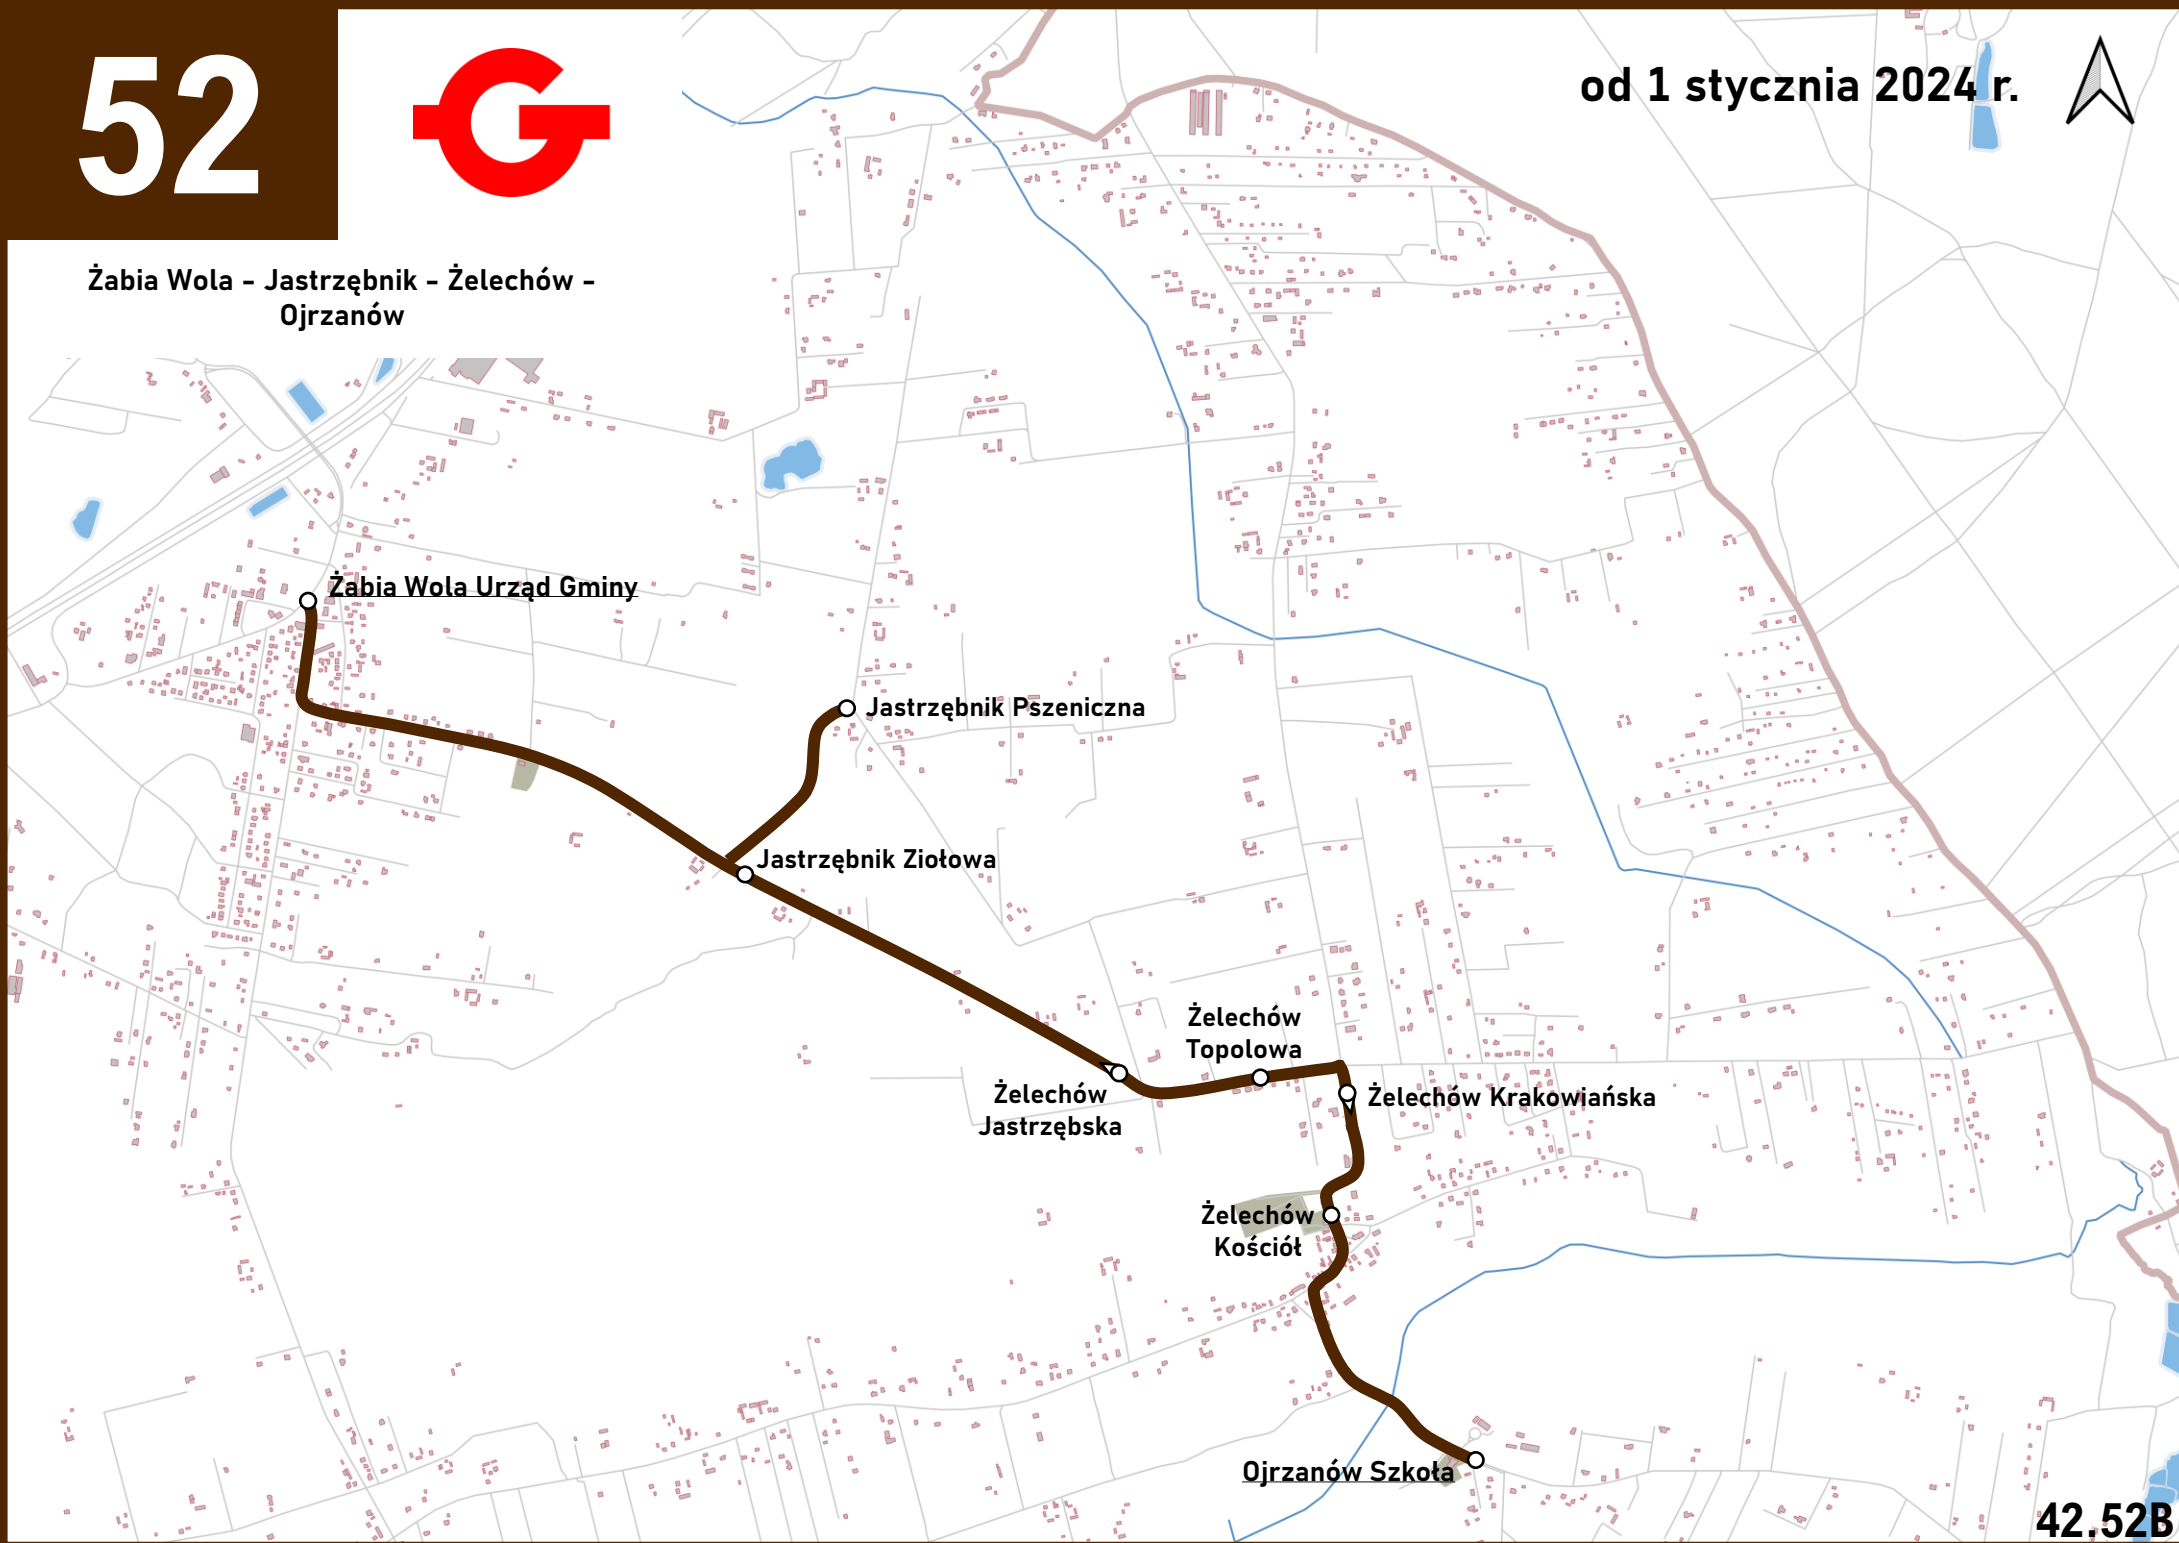 52
od 1 stycznia 2024 r.
Żabia Wola - Jastrzębnik - Żelechów -
Ojrzanów
Żabia Wola Urząd Gminy
Jastrzębnik Pszeniczna
Jastrzębnik Ziołowa
Żelechów
Topolowa
Żelechów
Jastrzębska
Żelechów Krakowiańska
Żelechów
Kościół
Ojrzanów Szkoła
42.52B